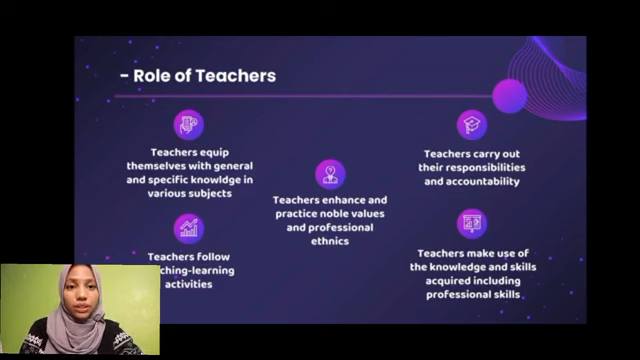 - Role of Teachers
Teachers equip
themselves with general
and specific knowldge in
various subjects
Teachers follow
activities
Teachers enhance and
practice noble values
and professional
ethnics
Teachers carry out
their responsibilities
and accountability
Teachers make use of
the knowledge and skills
acquired including
professional skills